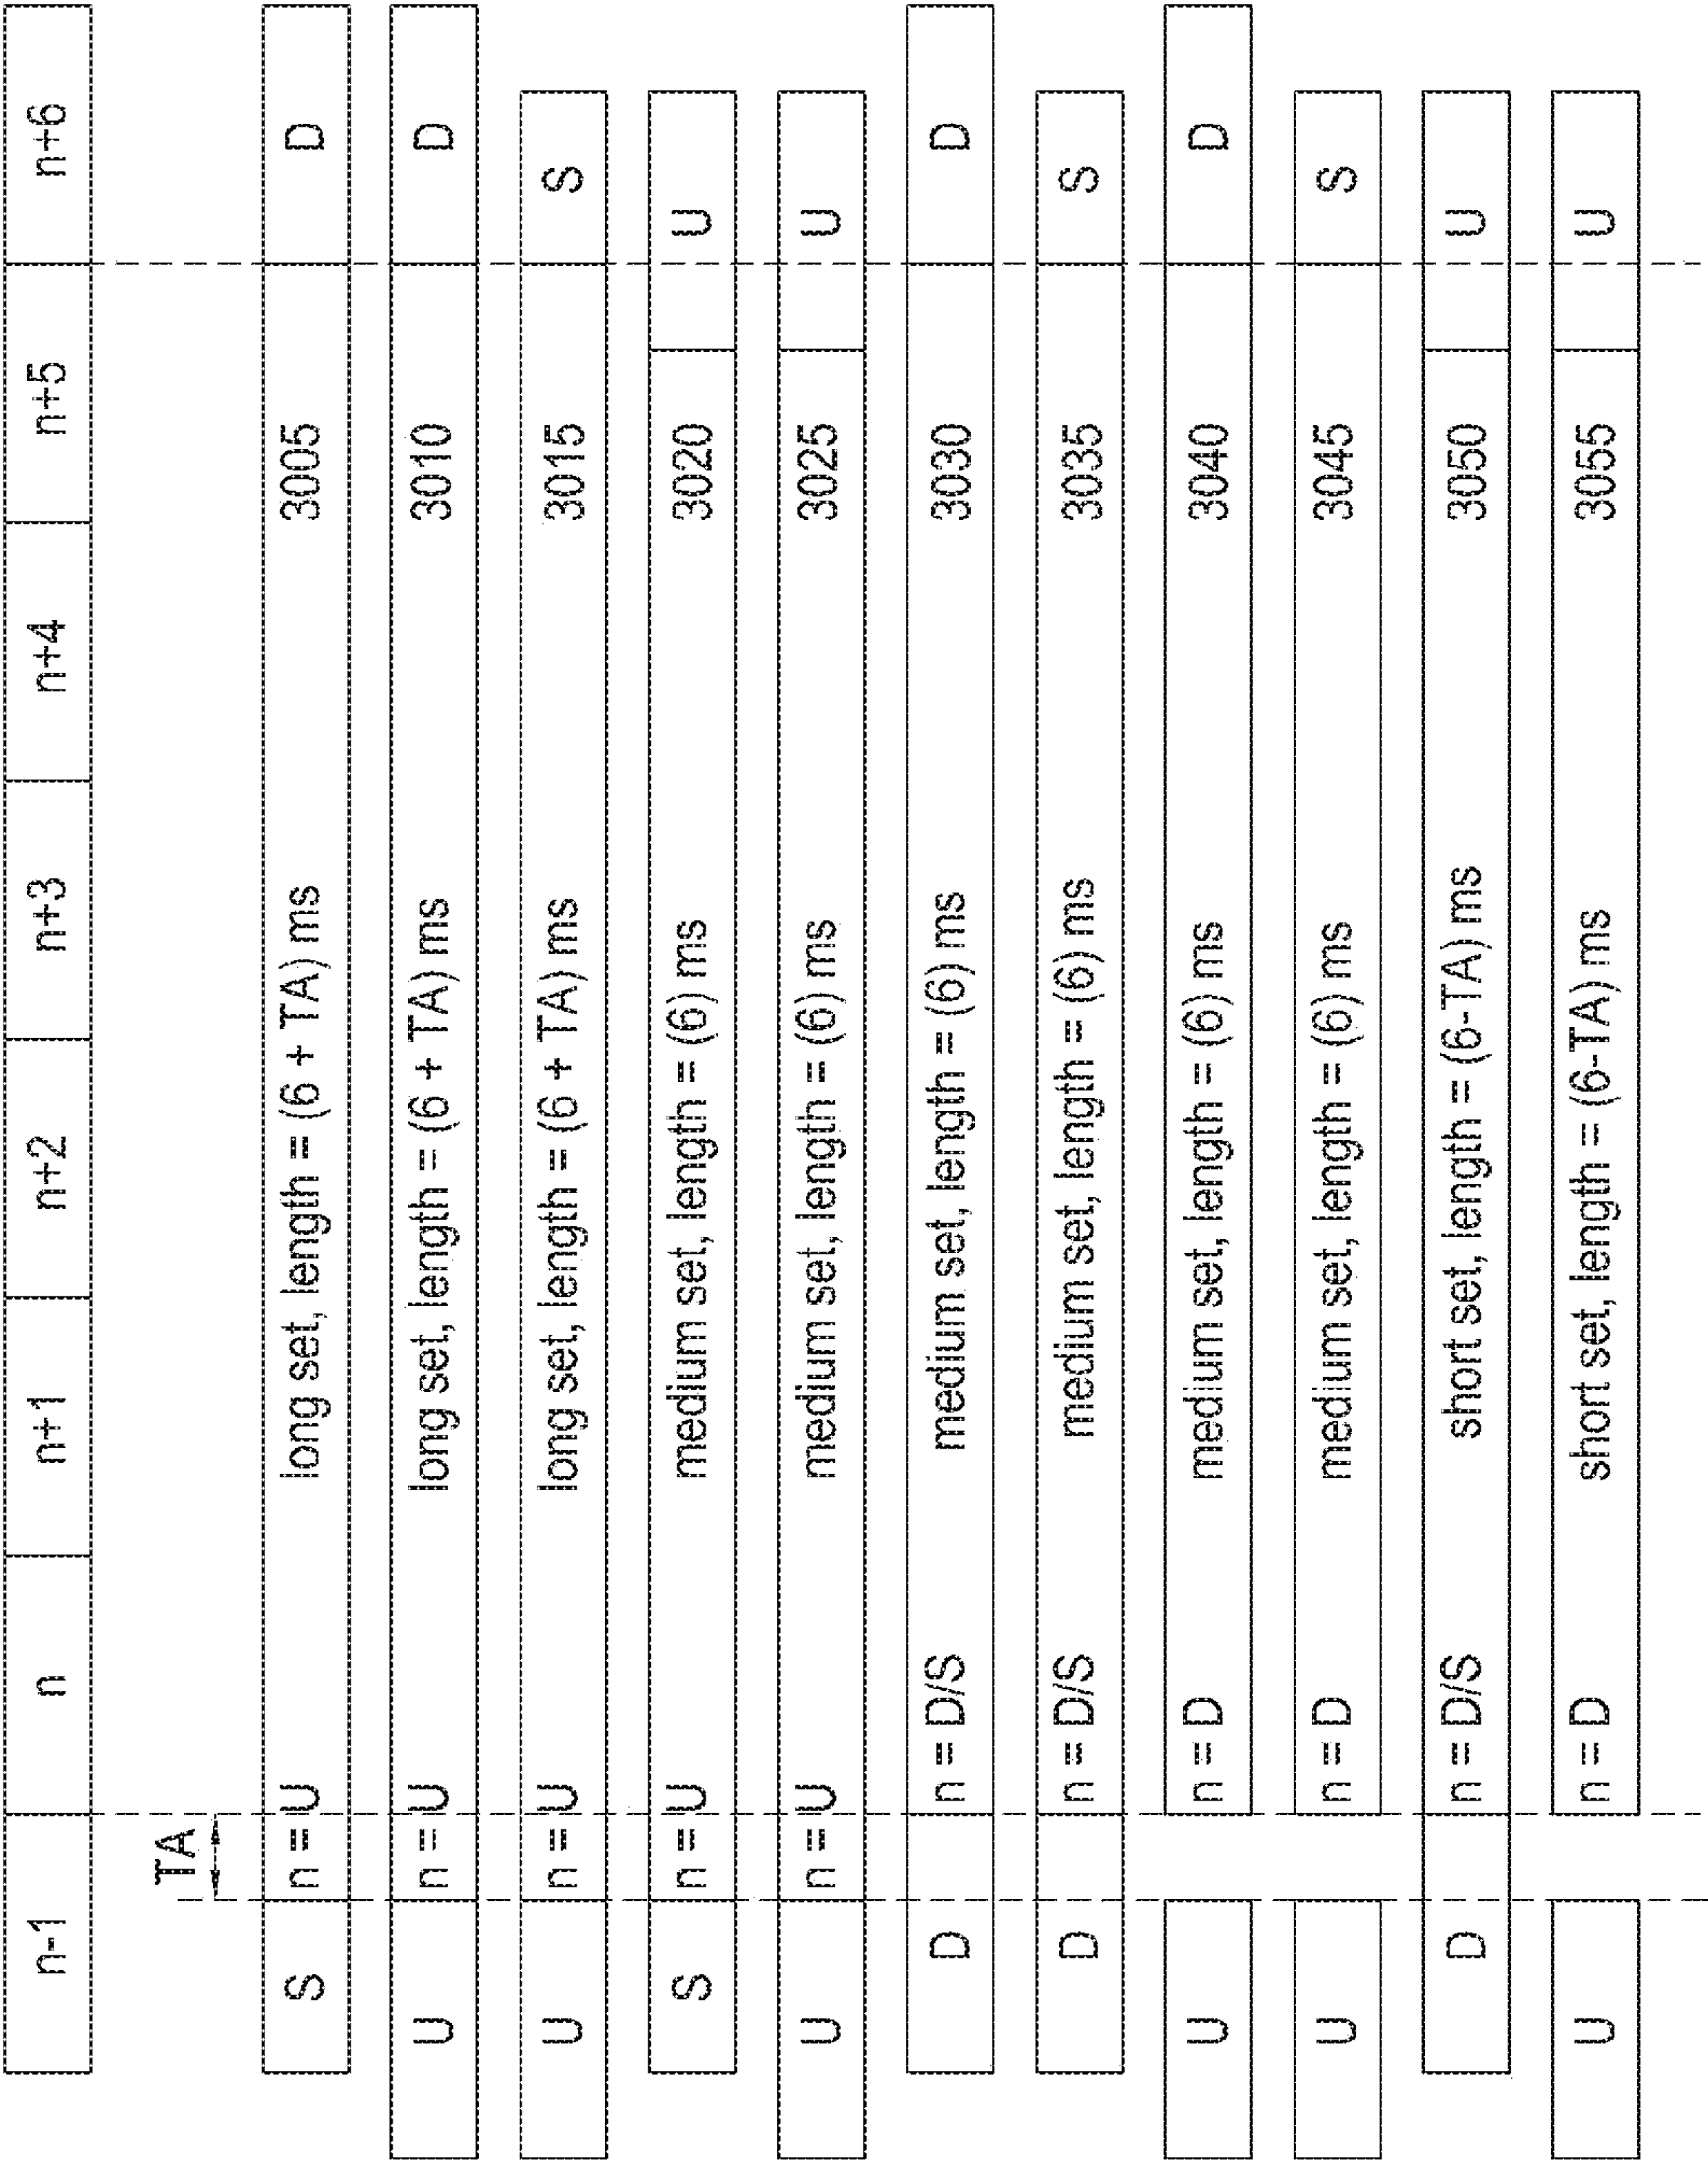 n-1 n n+1 n+2 n+3 n+4 n+5 n+6
TA
S n = U long set, length = (6 + TA) ms 3005 D
U n = U long set, length = (6 + TA) ms 3010 D
U n = U long set, length = (6 + TA) ms 3015 S
S n = U medium set, length = (6) ms 3020 U
U n = U medium set, length = (6) ms 3025 U
D n = D/S medium set, length = (6) ms 3030 D
D n = D/S medium set, length = (6) ms 3035 S
U n = D medium set, length = (6) ms 3040 D
U n = D medium set, length = (6) ms 3045 S
D n = D/S short set, length = (6-TA) ms 3050 U
U n = D short set, length = (6-TA) ms 3055 U